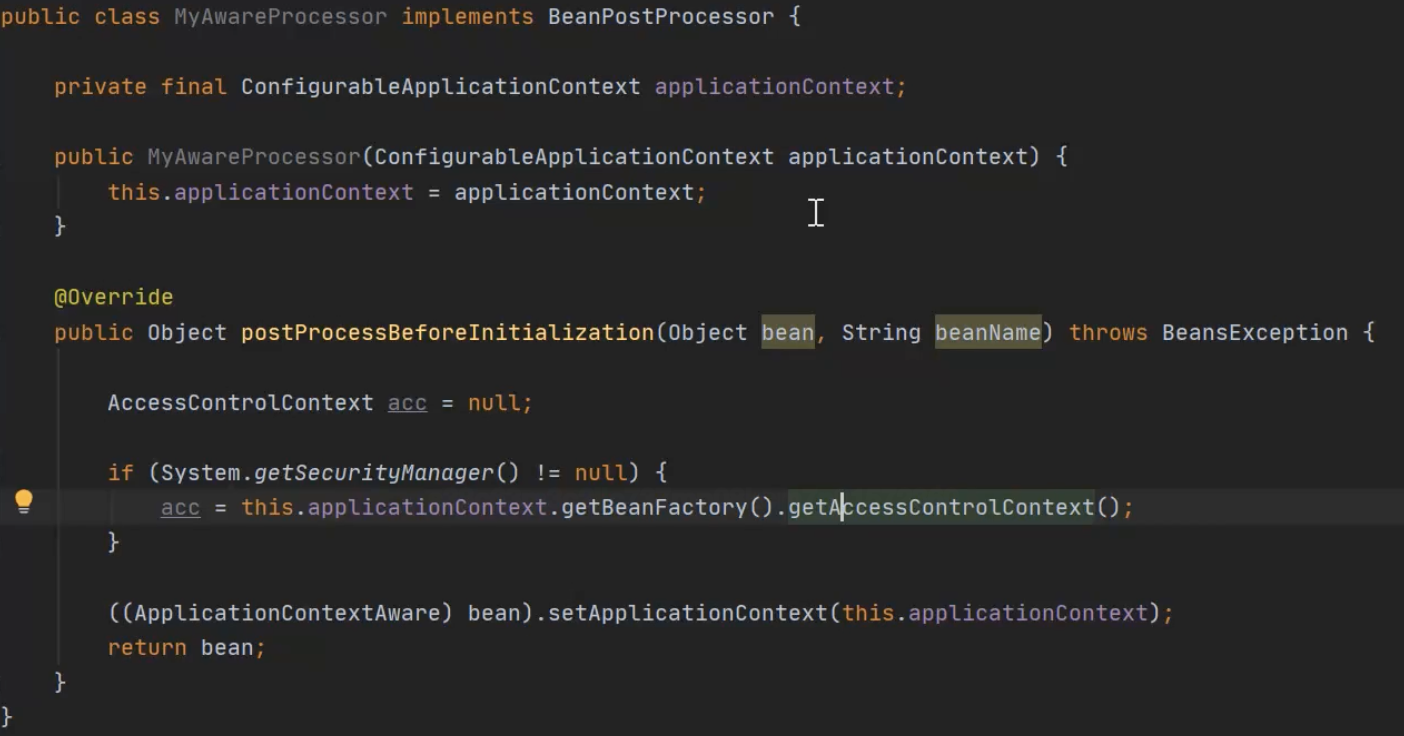 public class MyAwareProcessor implements BeanPostProcessor {
private final ConfigurableApplicationContext applicationContext;
public MyAwareProcessor(ConfigurableApplicationContext applicationContext) {
this.applicationContext = applicationContext;
}
@Override
public Object postProcessBeforeInitialization(Object bean, String beanName) throws BeansException {
AccessControlContext acc = null;
if (System.getSecurityManager() != null) {
acc = this.applicationContext.getBeanFactory().getAccessControlContext();
}
((ApplicationContextAware) bean).setApplicationContext(this.applicationContext);
return bean;
}
}